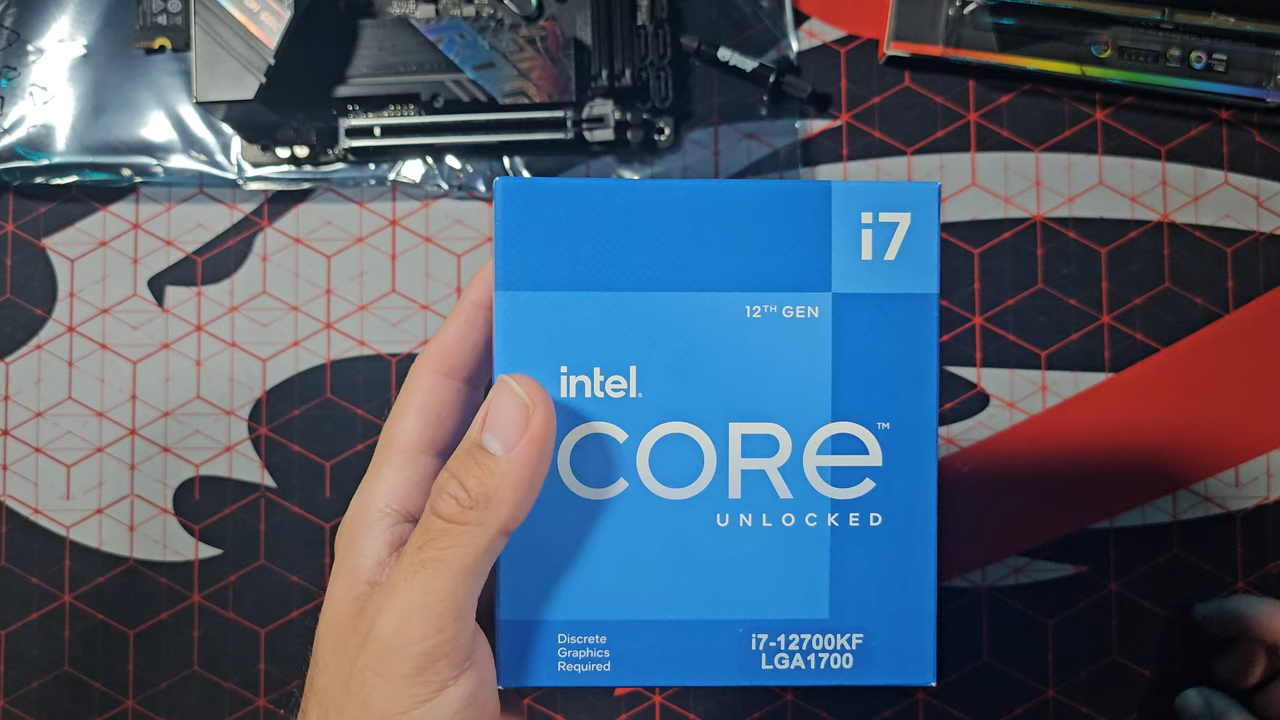 i7
12TH GEN
intel.
CORe™
UNLOCKED
Discrete
Graphics
Required
i7-12700KF
LGA1700